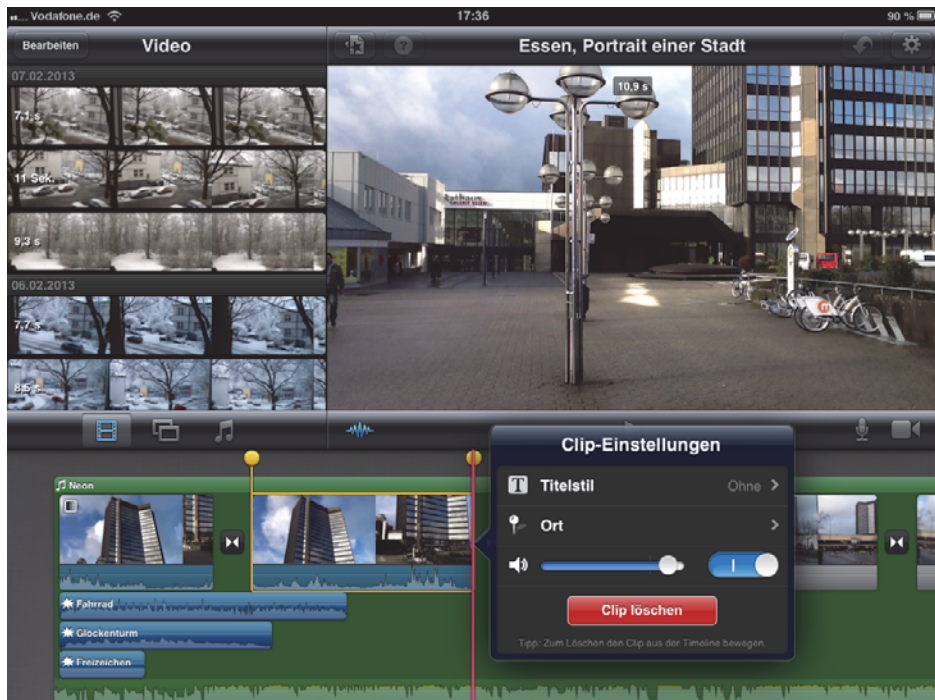 Vodafone.de
17:36
90 %
Bearbeiten
Video
?
Essen, Portrait einer Stadt
07.02.2013
7,1 s
11 Sek.
9,3 s
06.02.2013
7,7 s
8,5 s
10,9 s
Rathaus
Clip-Einstellungen
T Titelstil
Ohne
Ort
Clip löschen
Tipp: Zum Löschen den Clip aus der Timeline bewegen.
Neon
Fahrrad
Glockenturm
Freizeichen